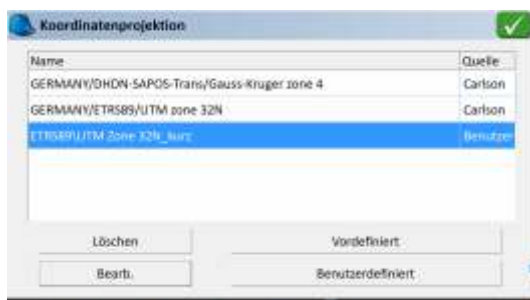 Koordinatenprojektion
Name Quelle
GERMANY/DHDN-SAPOS-Trans/Gauss-Kruger zone 4 Carlson
GERMANY/ETRS89/UTM zone 32N Carlson
ETRS89\UTM Zone 32N_kurz Benutzer
Löschen Vordefiniert
Bearb. Benutzerdefiniert